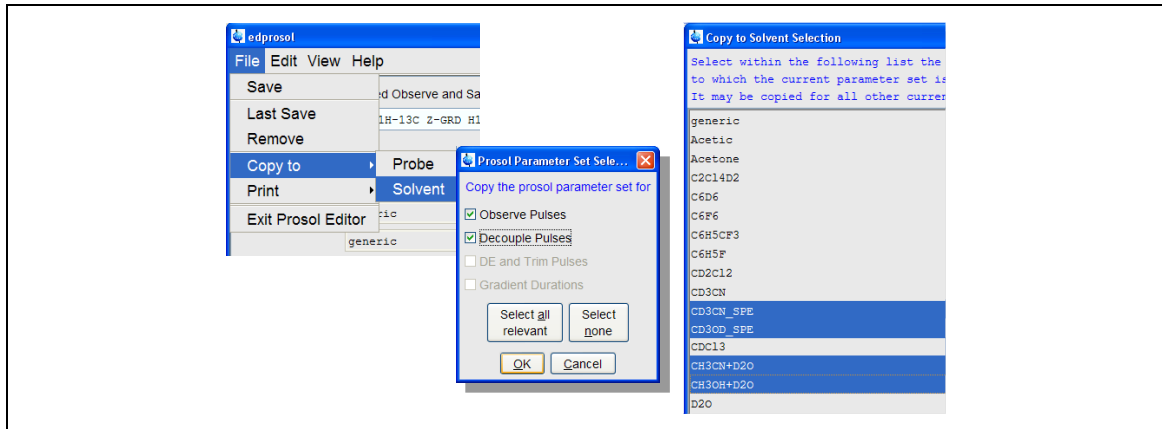 edprosol
File Edit View Help
Save
Last Save
Remove
Copy to
Print
Exit Prosol Editor
d Observe and Sa
1H-13C Z-GRD H1
Probe
Solvent
ric
generic
Prosol Parameter Set Sele...
Copy the prosol parameter set for
Observe Pulses
Decouple Pulses
DE and Trim Pulses
Gradient Durations
Select all relevant
Select none
OK Cancel
Copy to Solvent Selection
Select within the following list the
to which the current parameter set is
It may be copied for all other curren
generic
Acetic
Acetone
C2Cl4D2
C6D6
C6F6
C6H5CF3
C6H5F
CD2Cl2
CD3CN
CD3CN_SPE
CD3OD_SPE
CDCl3
CH3CN+D2O
CH3OH+D2O
D2O